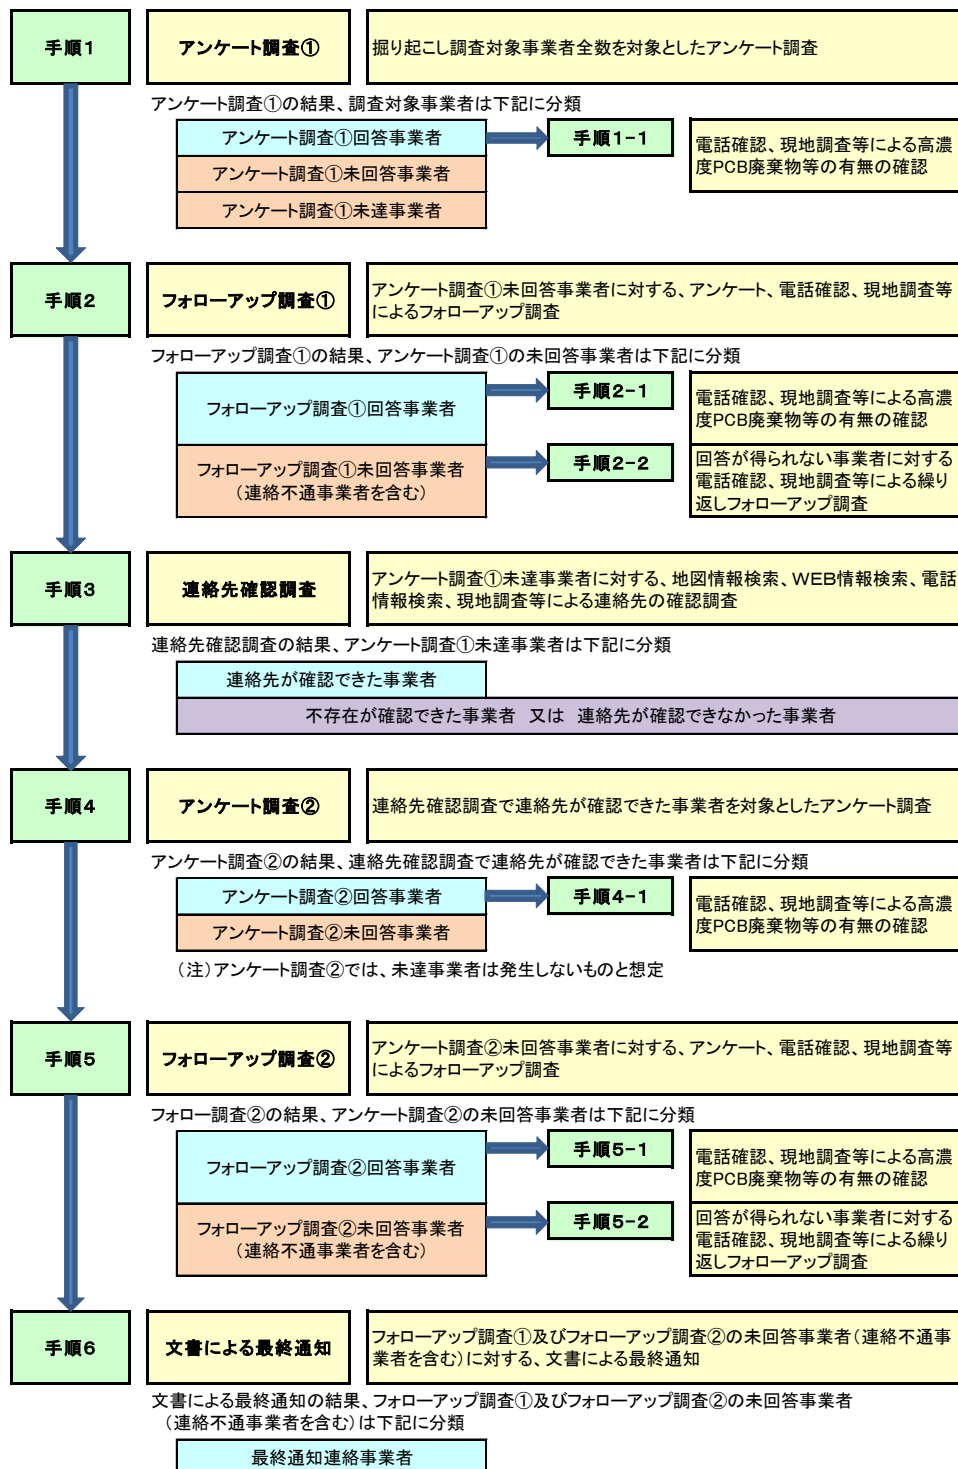 手順1
アンケート調査①
掘り起こし調査対象事業者全数を対象としたアンケート調査
アンケート調査①の結果、調査対象事業者は下記に分類
アンケート調査①回答事業者
手順1-1
電話確認、現地調査等による高濃
度PCB廃棄物等の有無の確認
アンケート調査①未回答事業者
アンケート調査①未達事業者
手順2
フォローアップ調査①
アンケート調査①未回答事業者に対する、アンケート、電話確認、現地調査等
によるフォローアップ調査
フォローアップ調査①の結果、アンケート調査①の未回答事業者は下記に分類
フォローアップ調査①回答事業者
手順2-1
電話確認、現地調査等による高濃
度PCB廃棄物等の有無の確認
フォローアップ調査①未回答事業者
（連絡不通事業者を含む）
手順2-2
回答が得られない事業者に対する
電話確認、現地調査等による繰り
返しフォローアップ調査
手順3
連絡先確認調査
アンケート調査①未達事業者に対する、地図情報検索、WEB情報検索、電話
情報検索、現地調査等による連絡先の確認調査
連絡先確認調査の結果、アンケート調査①未達事業者は下記に分類
連絡先が確認できた事業者
不存在が確認できた事業者 又は 連絡先が確認できなかった事業者
手順4
アンケート調査②
連絡先確認調査で連絡先が確認できた事業者を対象としたアンケート調査
アンケート調査②の結果、連絡先確認調査で連絡先が確認できた事業者は下記に分類
アンケート調査②回答事業者
手順4-1
電話確認、現地調査等による高濃
度PCB廃棄物等の有無の確認
アンケート調査②未回答事業者
（注）アンケート調査②では、未達事業者は発生しないものと想定
手順5
フォローアップ調査②
アンケート調査②未回答事業者に対する、アンケート、電話確認、現地調査等
によるフォローアップ調査
フォロー調査②の結果、アンケート調査②の未回答事業者は下記に分類
フォローアップ調査②回答事業者
手順5-1
電話確認、現地調査等による高濃
度PCB廃棄物等の有無の確認
フォローアップ調査②未回答事業者
（連絡不通事業者を含む）
手順5-2
回答が得られない事業者に対する
電話確認、現地調査等による繰り
返しフォローアップ調査
手順6
文書による最終通知
フォローアップ調査①及びフォローアップ調査②の未回答事業者（連絡不通事
業者を含む）に対する、文書による最終通知
文書による最終通知の結果、フォローアップ調査①及びフォローアップ調査②の未回答事業者
（連絡不通事業者を含む）は下記に分類
最終通知連絡事業者